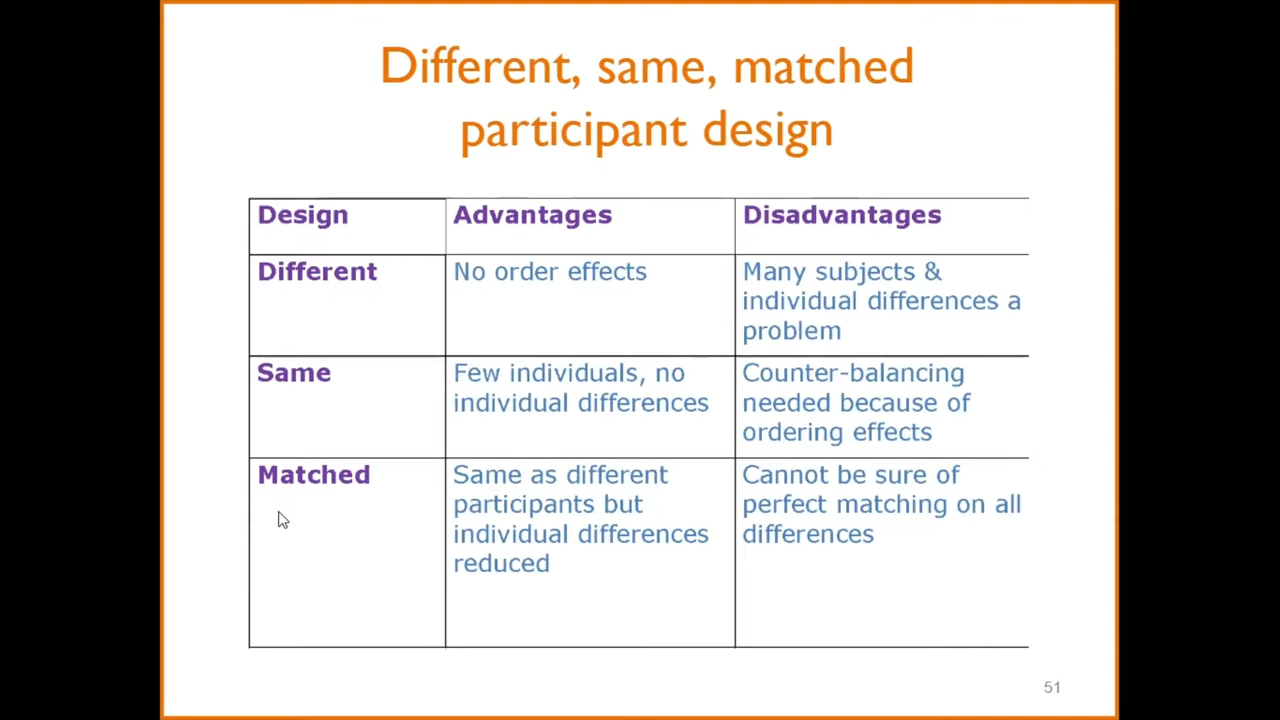 Different, same, matched
participant design
Design
Advantages
Disadvantages
Different
No order effects
Many subjects &
individual differences a
problem
Same
Few individuals, no
individual differences
Counter-balancing
needed because of
ordering effects
Matched
Same as different
participants but
individual differences
reduced
Cannot be sure of
perfect matching on all
differences
51